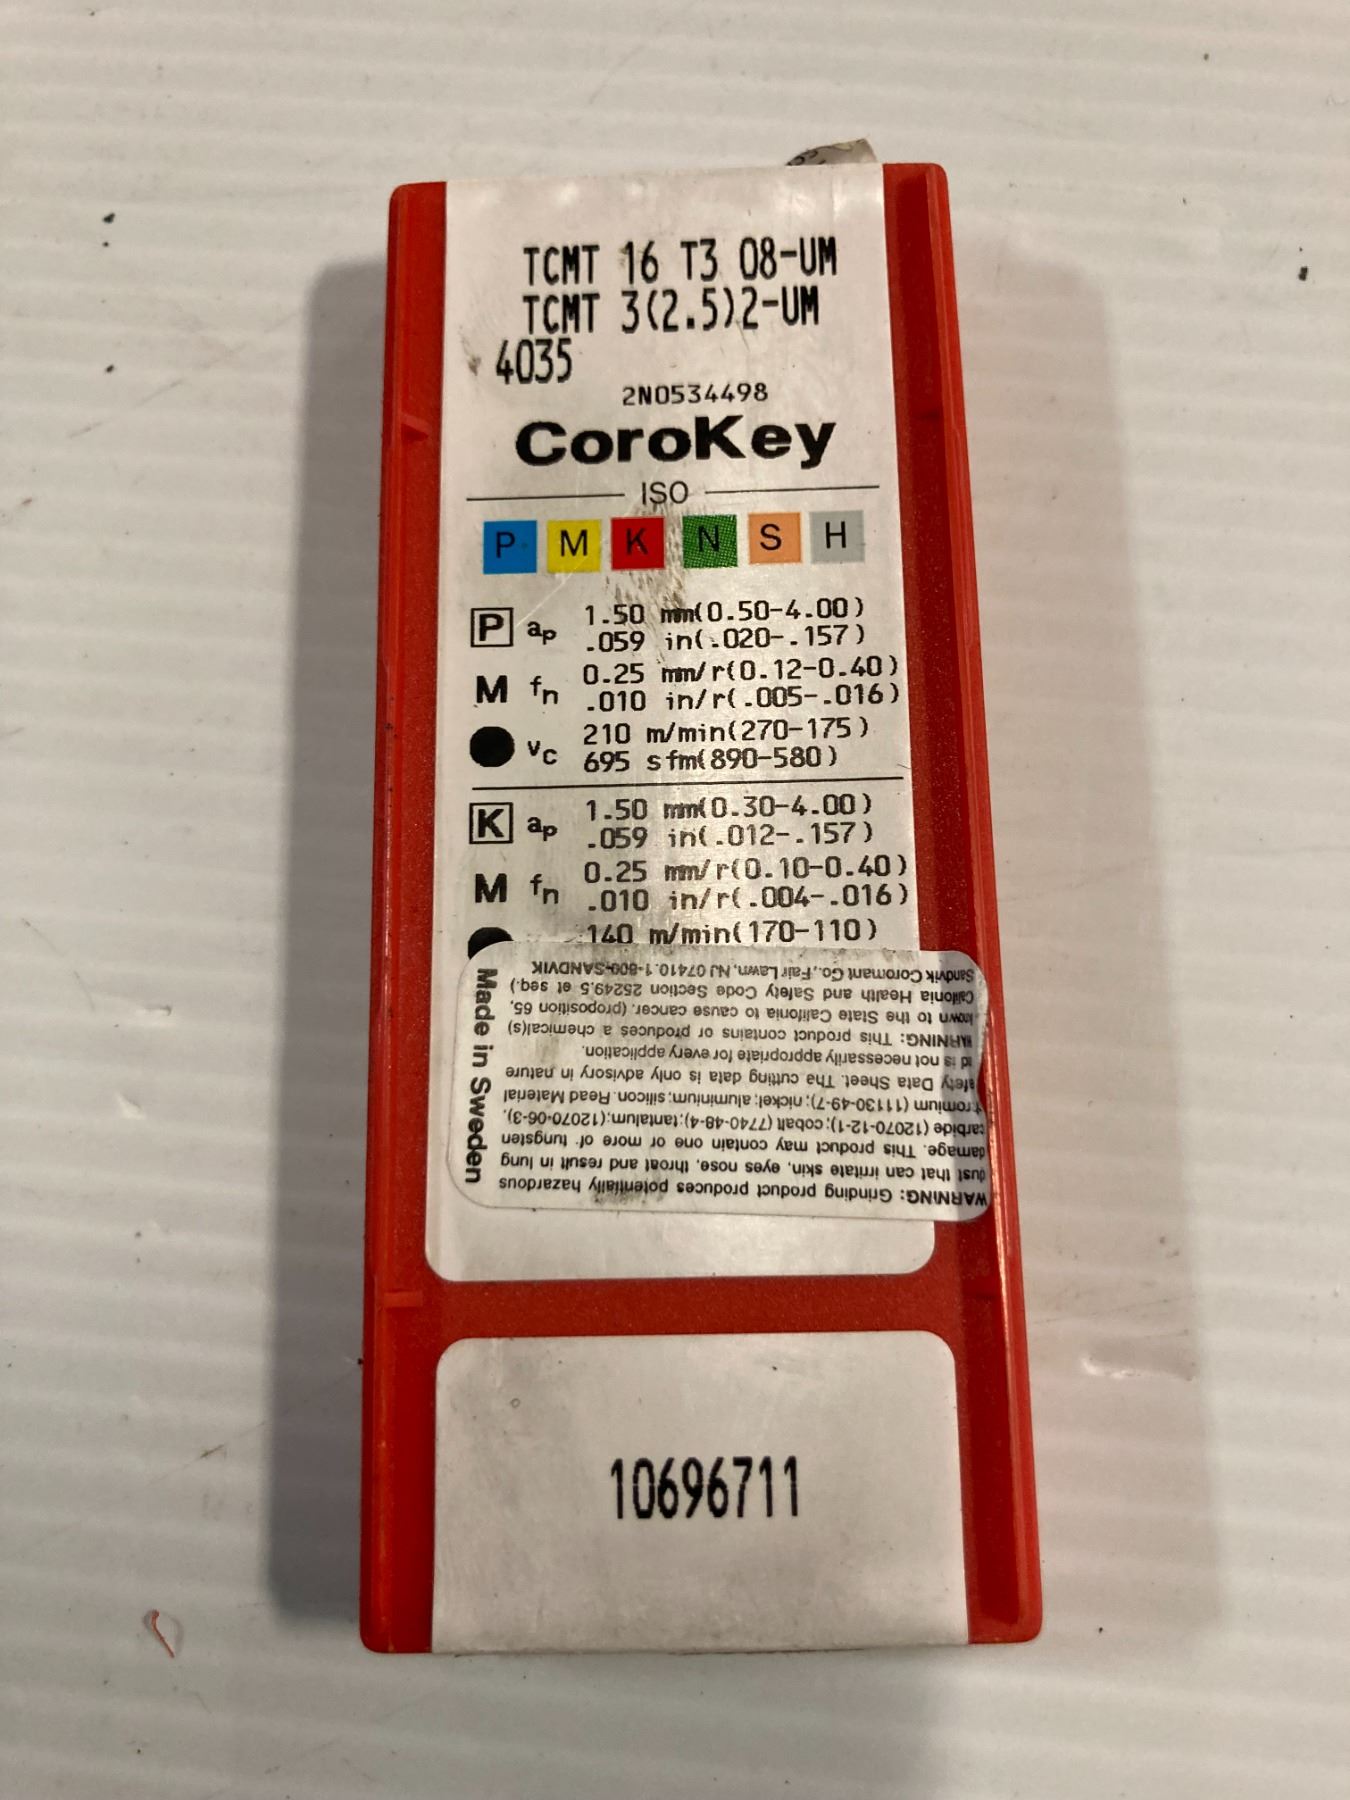 TCMT 16 T3 08-UM
TCMT 3(2.5)2-UM
4035
2N0534498
CoroKey
ISO
P M K N S H
P ap 1.50 mm(0.50-4.00)
.059 in(.020-.157)
M fn 0.25 mm/r(0.12-0.40)
.010 in/r(.005-.016)
vc 210 m/min(270-175)
695 sfm(890-580)
K ap 1.50 mm(0.30-4.00)
.059 in(.012-.157)
M fn 0.25 mm/r(0.10-0.40)
.010 in/r(.004-.016)
140 m/min(170-110)
Made in Sweden
WARNING: Grinding product produces potentially hazardous
dust that can irritate skin, eyes nose, throat and result in lung
damage. This product may contain one or more of: tungsten
carbide (12070-12-1); cobalt (7740-48-4);tantalum;(12070-06-3),
(11130-49-7); nickel; aluminium; silicon. Read Material
Data Sheet. Tha cutting data is only advisory in nature
is not necessarily appropriate for every application.
WARNING: This product contains or produces a chemical(s)
known to the State Califonia to cause cancer. (proposition 65,
Califonia Health and Safety Code Section 25249.5 et seq.)
Sandvik Coromant Go., Fair Lawn, NJ 07410.1-800-SANDVIK
10696711